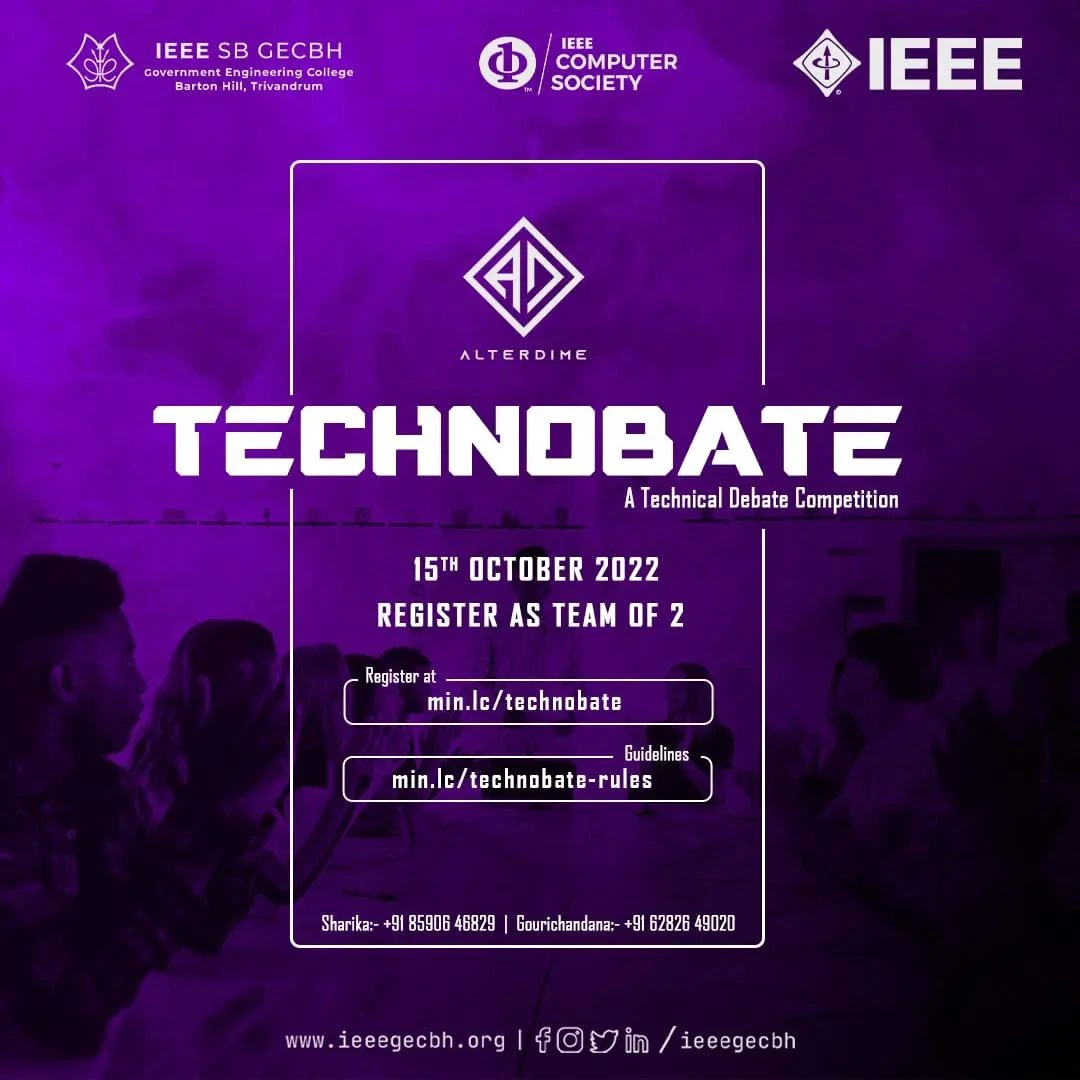 IEEE SB GECBH
Government Engineering College
Barton Hill, Trivandrum
IEEE
COMPUTER
SOCIETY
TM
IEEE
®
AD
ALTERDIME
TECHNOBATE
A Technical Debate Competition
15TH OCTOBER 2022
REGISTER AS TEAM OF 2
Register at
min.lc/technobate
Guidelines
min.lc/technobate-rules
Sharika:- +91 85906 46829 | Gourichandana:- +91 62826 49020
www.ieeegecbh.org | /ieeegecbh